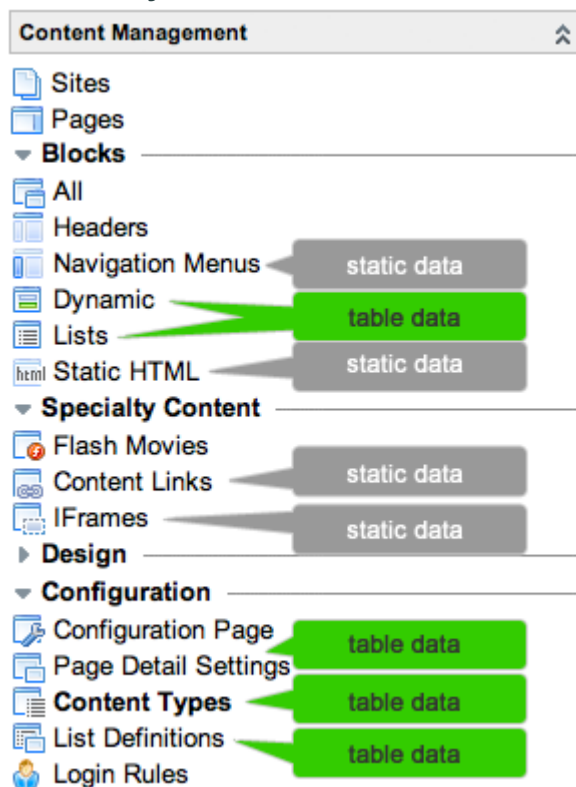 Content Management
Sites
Pages
Blocks
All
Headers
Navigation Menus static data
Dynamic table data
Lists
html Static HTML static data
Specialty Content
Flash Movies
Content Links static data
IFrames static data
Design
Configuration
Configuration Page table data
Page Detail Settings
Content Types table data
List Definitions table data
Login Rules